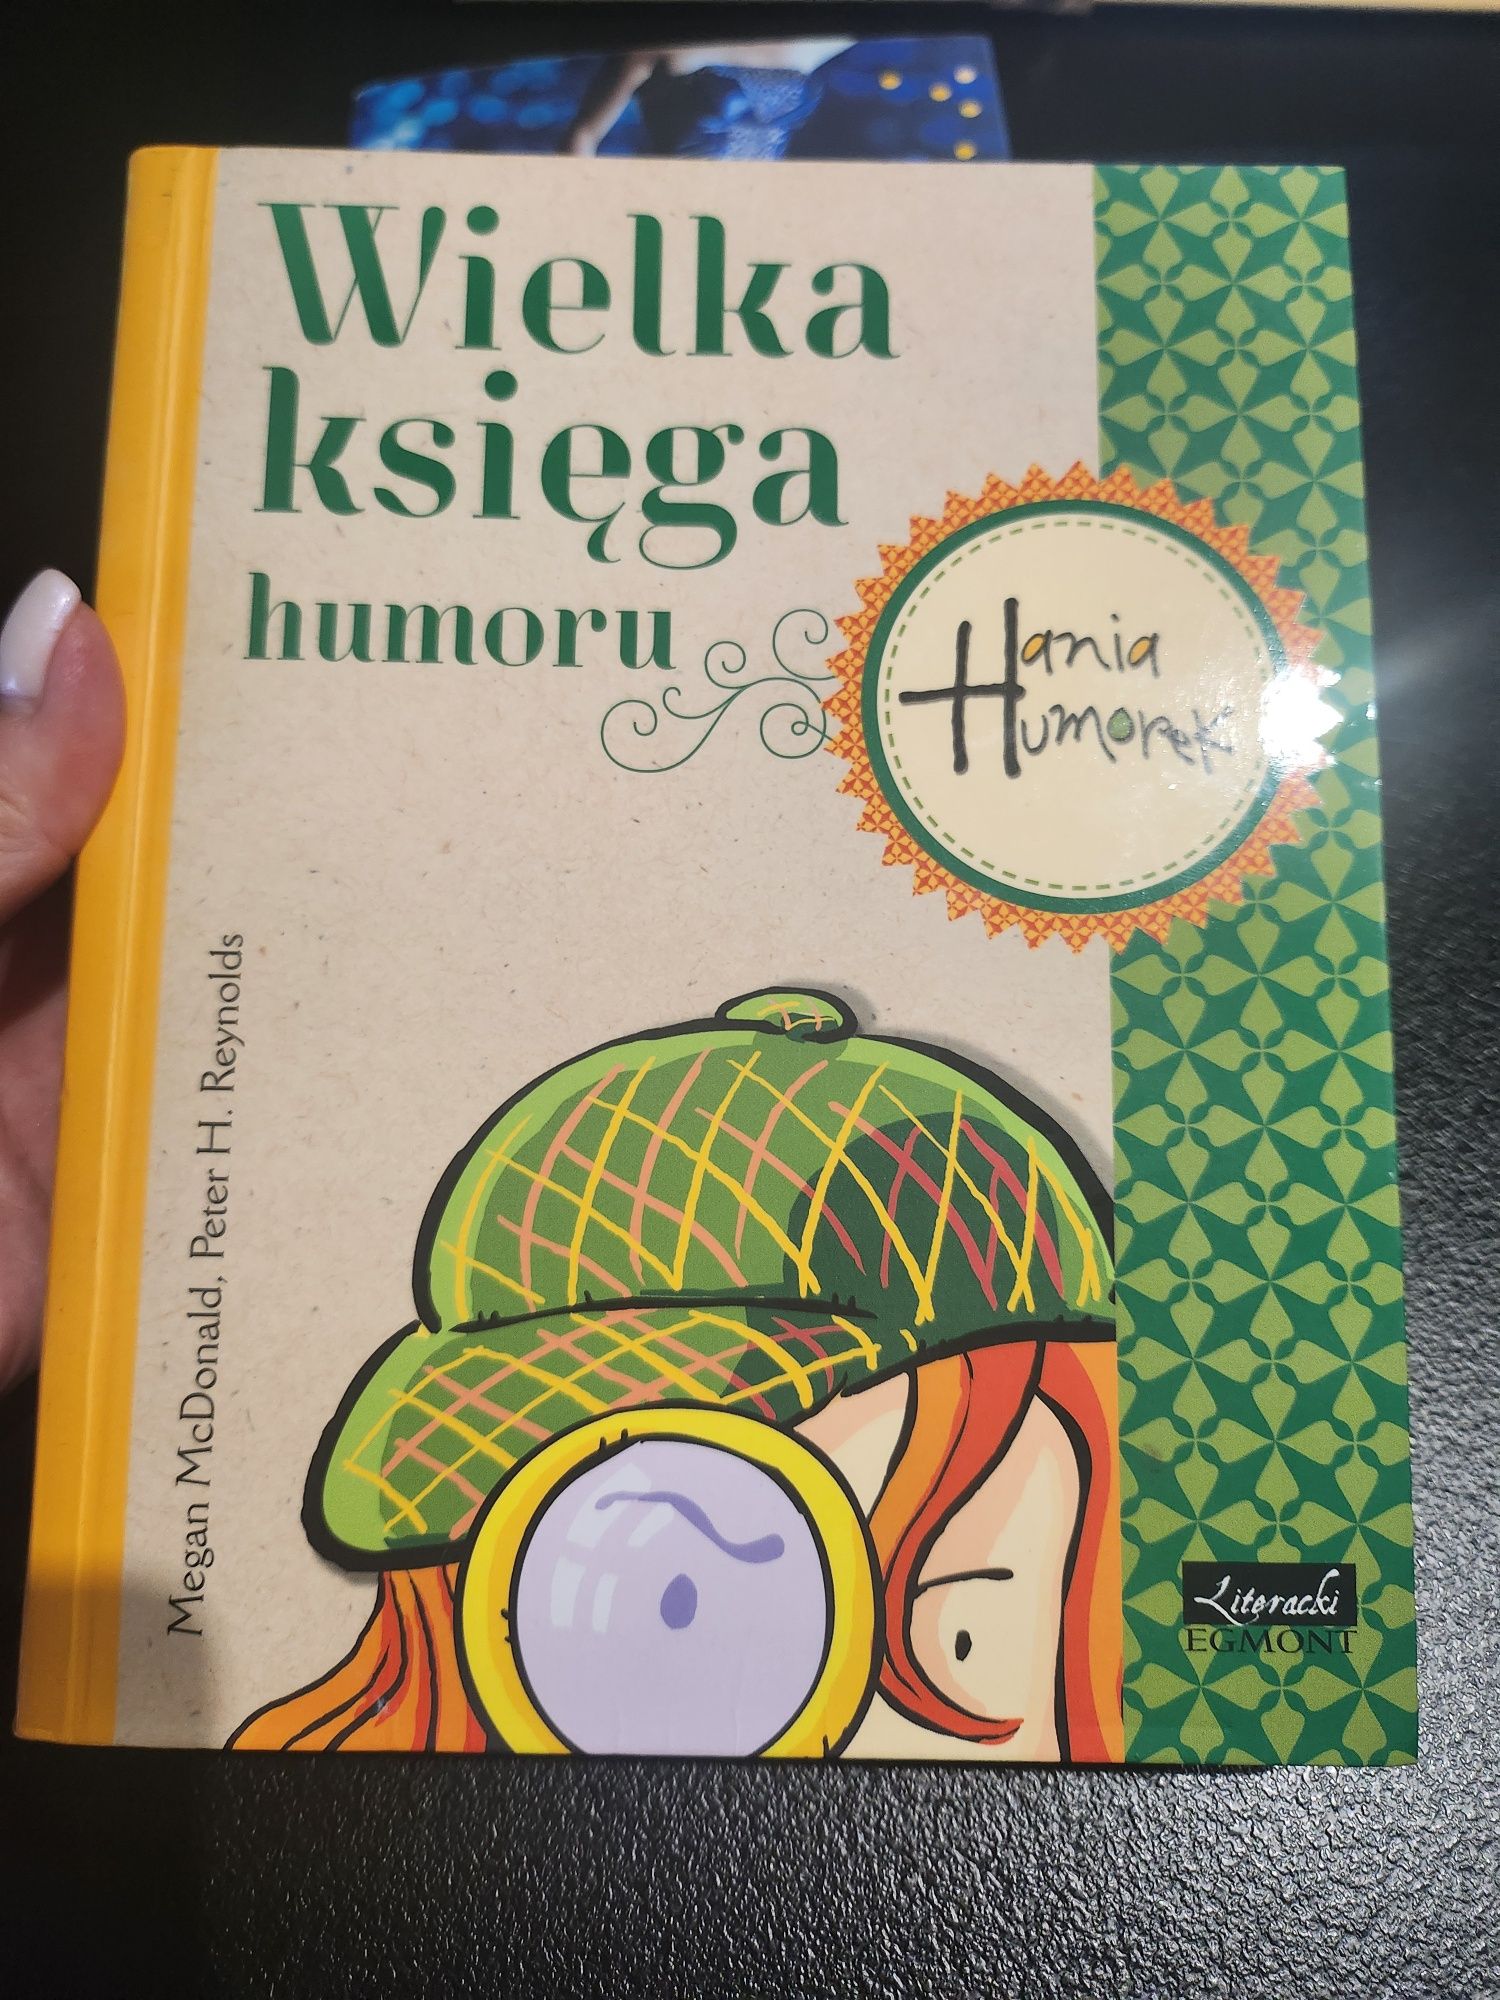 Wielka
księga
humoru
Hania
Humorek
Megan McDonald, Peter H. Reynolds
Literacki
EGMONT